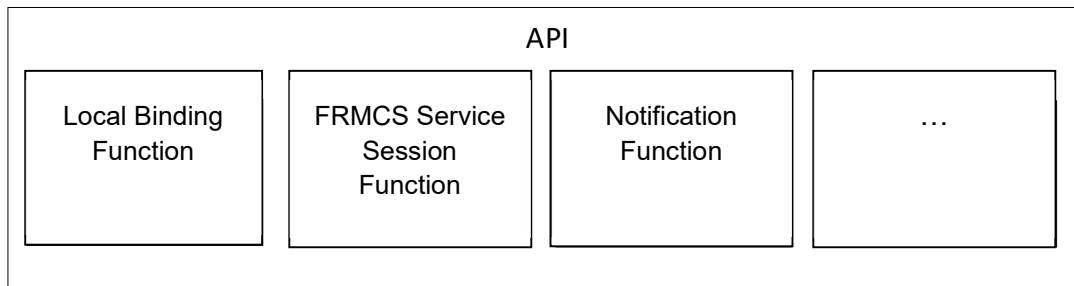 API
Local Binding
Function
FRMCS Service
Session
Function
Notification
Function
…